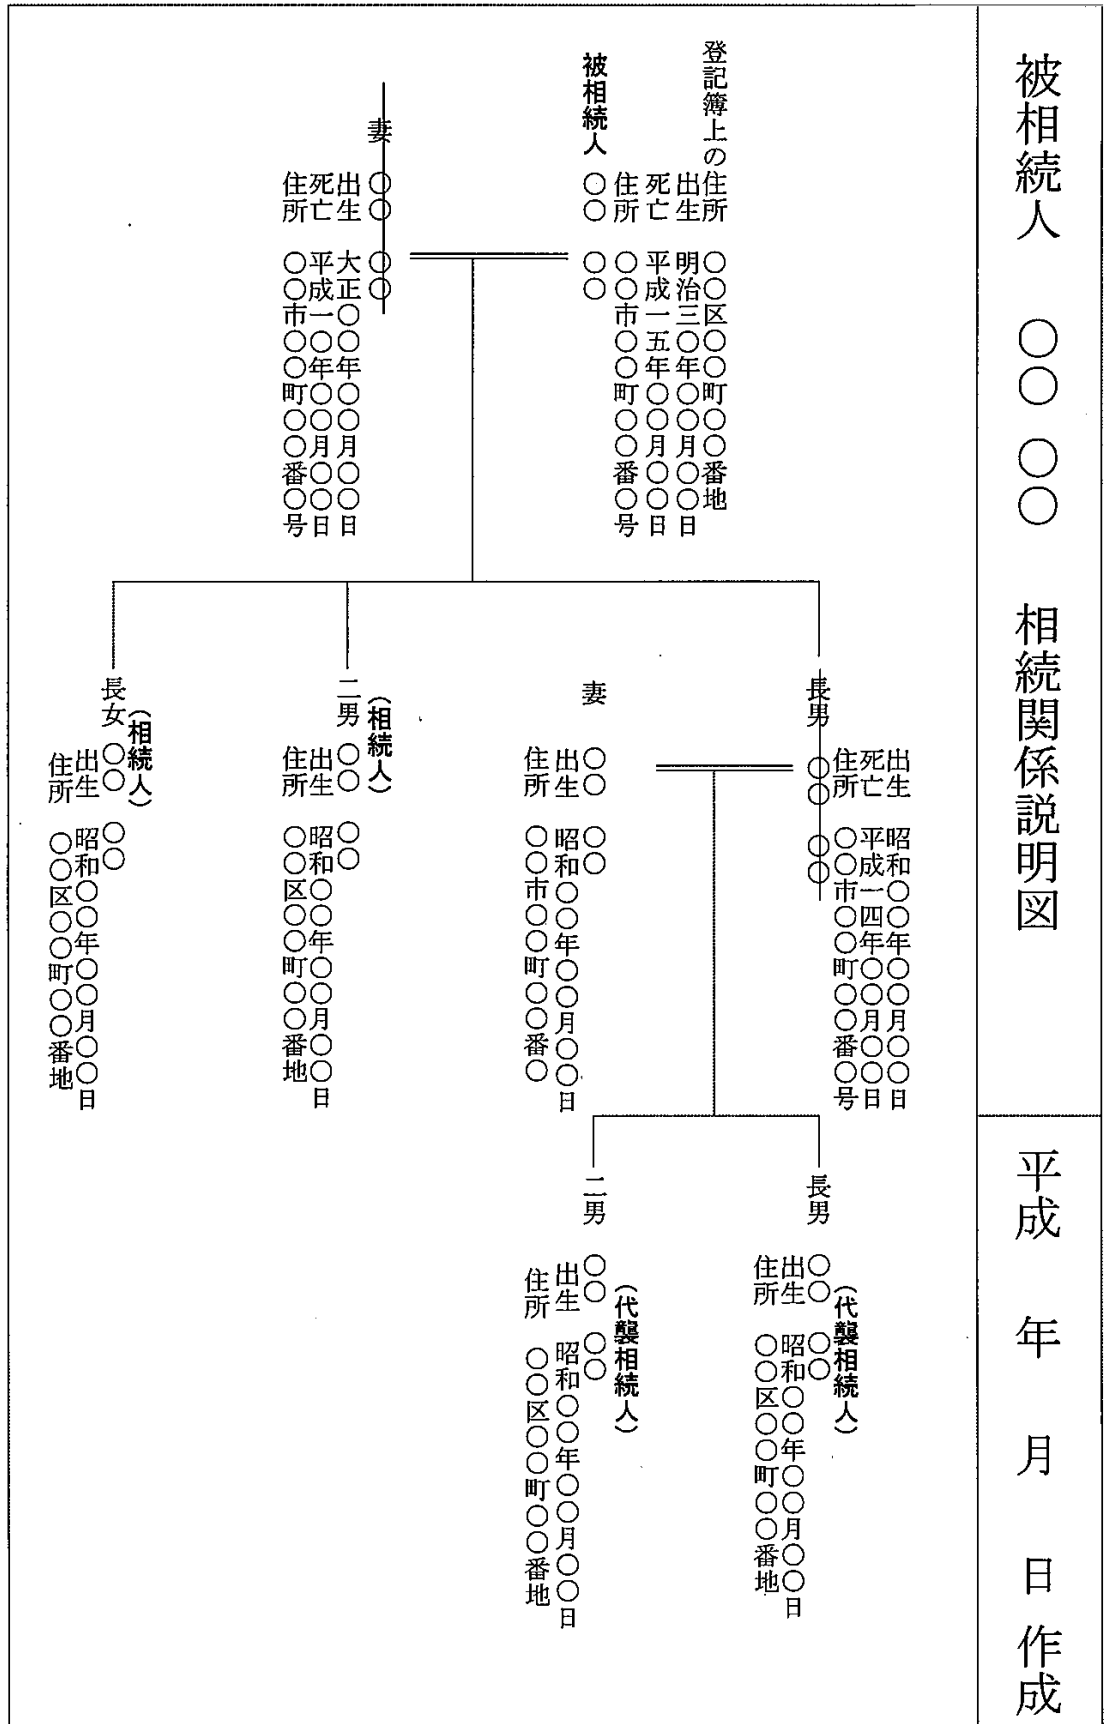 被相続人 〇〇 〇〇 相続関係説明図
平成 年 月 日 作成
登記簿上の住所 〇〇区〇〇町〇〇番地
出生 明治三〇年〇〇月〇〇日
死亡 平成一五年〇〇月〇〇日
住所 〇〇市〇〇町〇〇番〇号
被相続人 〇〇 〇〇
妻 〇〇 〇〇
出生 大正〇〇年〇〇月〇〇日
死亡 平成一〇年〇〇月〇〇日
住所 〇〇市〇〇町〇〇番〇号
出生 昭和〇〇年〇〇月〇〇日
死亡 平成一四年〇〇月〇〇日
住所 〇〇市〇〇町〇〇番〇号
長男 〇〇 〇〇
妻 〇〇 〇〇
出生 昭和〇〇年〇〇月〇〇日
住所 〇〇市〇〇町〇〇番〇
(相続人)
二男 〇〇 〇〇
出生 昭和〇〇年〇〇月〇〇日
住所 〇〇区〇〇町〇〇番地
(相続人)
長女 〇〇 〇〇
出生 昭和〇〇年〇〇月〇〇日
住所 〇〇区〇〇町〇〇番地
(代襲相続人)
長男 〇〇 〇〇
出生 昭和〇〇年〇〇月〇〇日
住所 〇〇区〇〇町〇〇番地
(代襲相続人)
二男 〇〇 〇〇
出生 昭和〇〇年〇〇月〇〇日
住所 〇〇区〇〇町〇〇番地